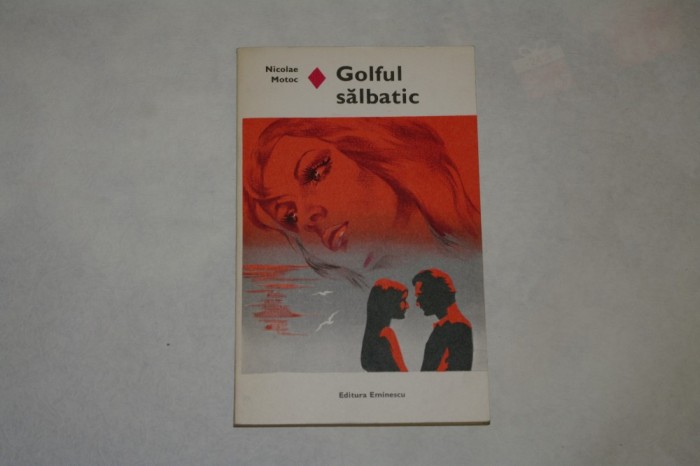 Nicolae
Motoc
Golful
sălbatic
Editura Eminescu